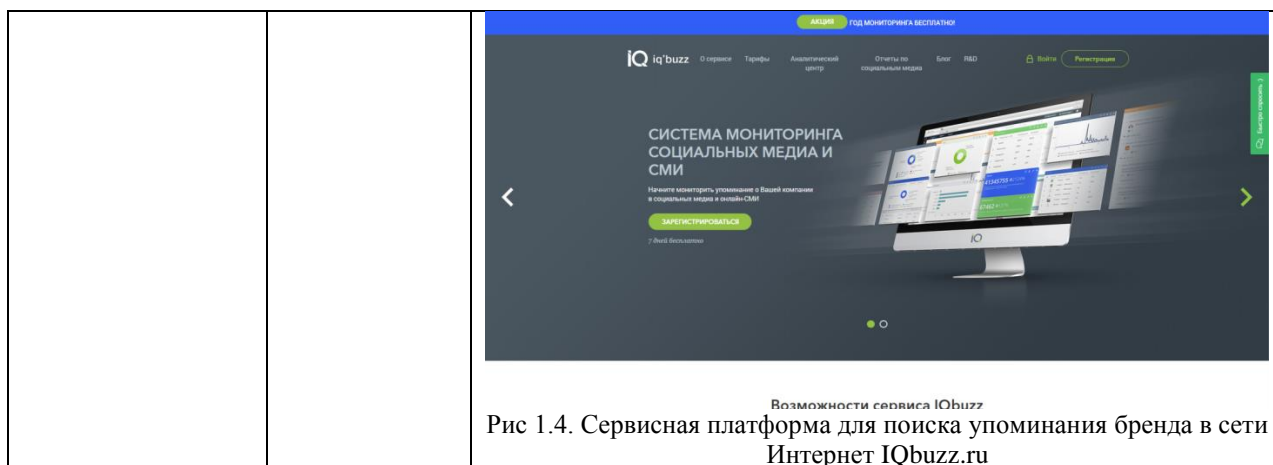 АКЦИЯ ГОД МОНИТОРИНГА БЕСПЛАТНО!
iQ iq'buzz О сервисе Тарифы Аналитический центр Отчеты по социальным медиа Блог R&D Войти Регистрация
Быстро спросить :)
СИСТЕМА МОНИТОРИНГА
СОЦИАЛЬНЫХ МЕДИА И
СМИ
Начните мониторить упоминание о Вашей компании
в социальных медиа и онлайн-СМИ!
ЗАРЕГИСТРИРОВАТЬСЯ
7 дней бесплатно
iQ
Возможности сервиса IQbuzz
Рис 1.4. Сервисная платформа для поиска упоминания бренда в сети
Интернет IQbuzz.ru